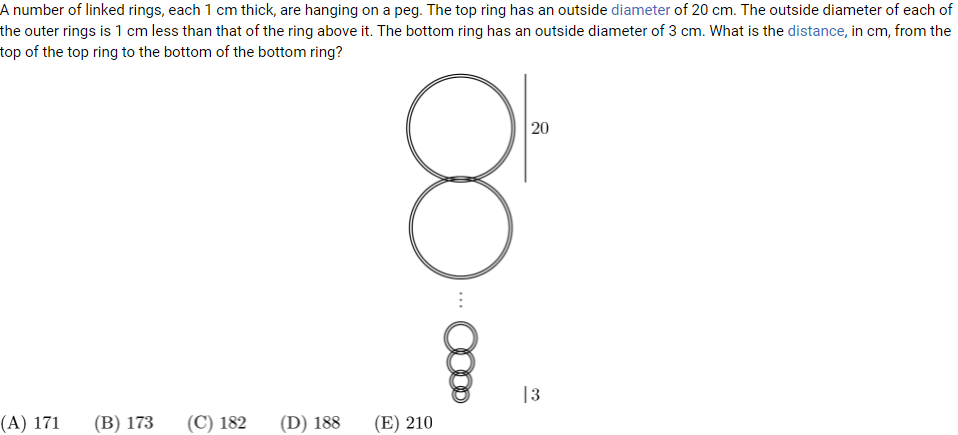 A number of linked rings, each 1 cm thick, are hanging on a peg. The top ring has an outside diameter of 20 cm. The outside diameter of each of
the outer rings is 1 cm less than that of the ring above it. The bottom ring has an outside diameter of 3 cm. What is the distance, in cm, from the
top of the top ring to the bottom of the bottom ring?
20
⋮
3
(A) 171 (B) 173 (C) 182 (D) 188 (E) 210